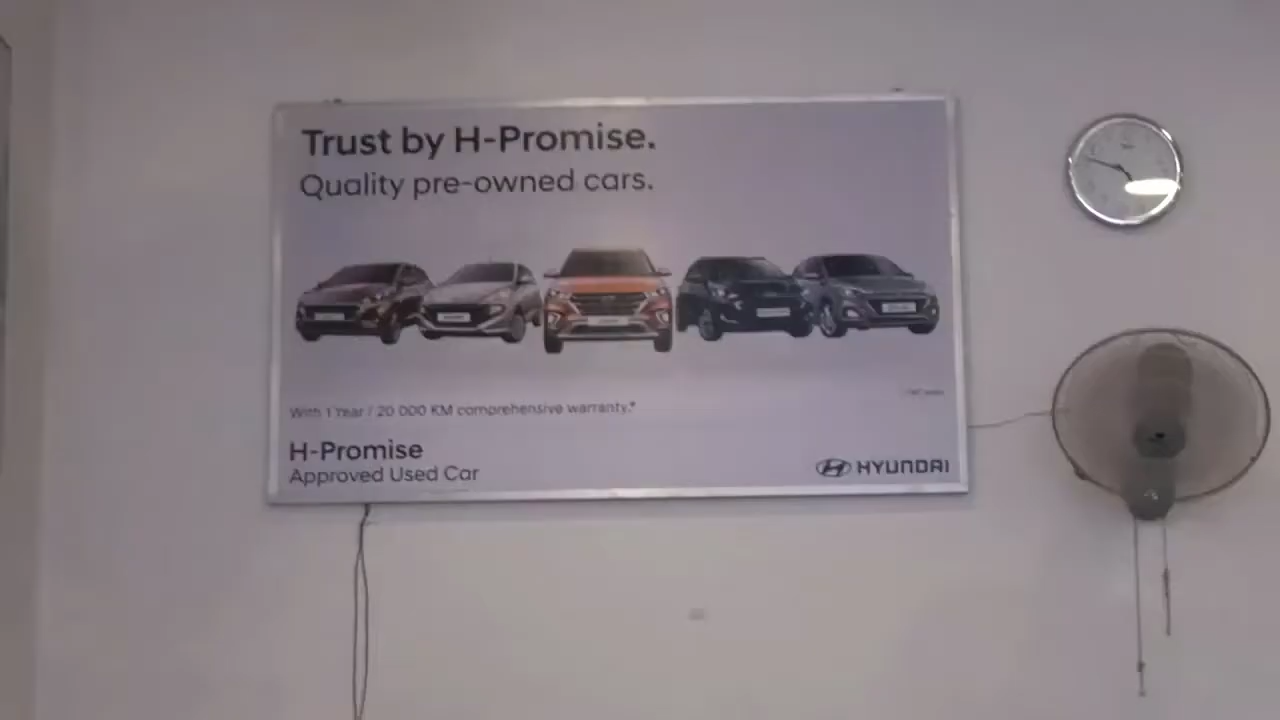 Trust by H-Promise.
Quality pre-owned cars.
With 1 Year / 20 000 KM comprehensive warranty.*
H-Promise
Approved Used Car
HYUNDAI